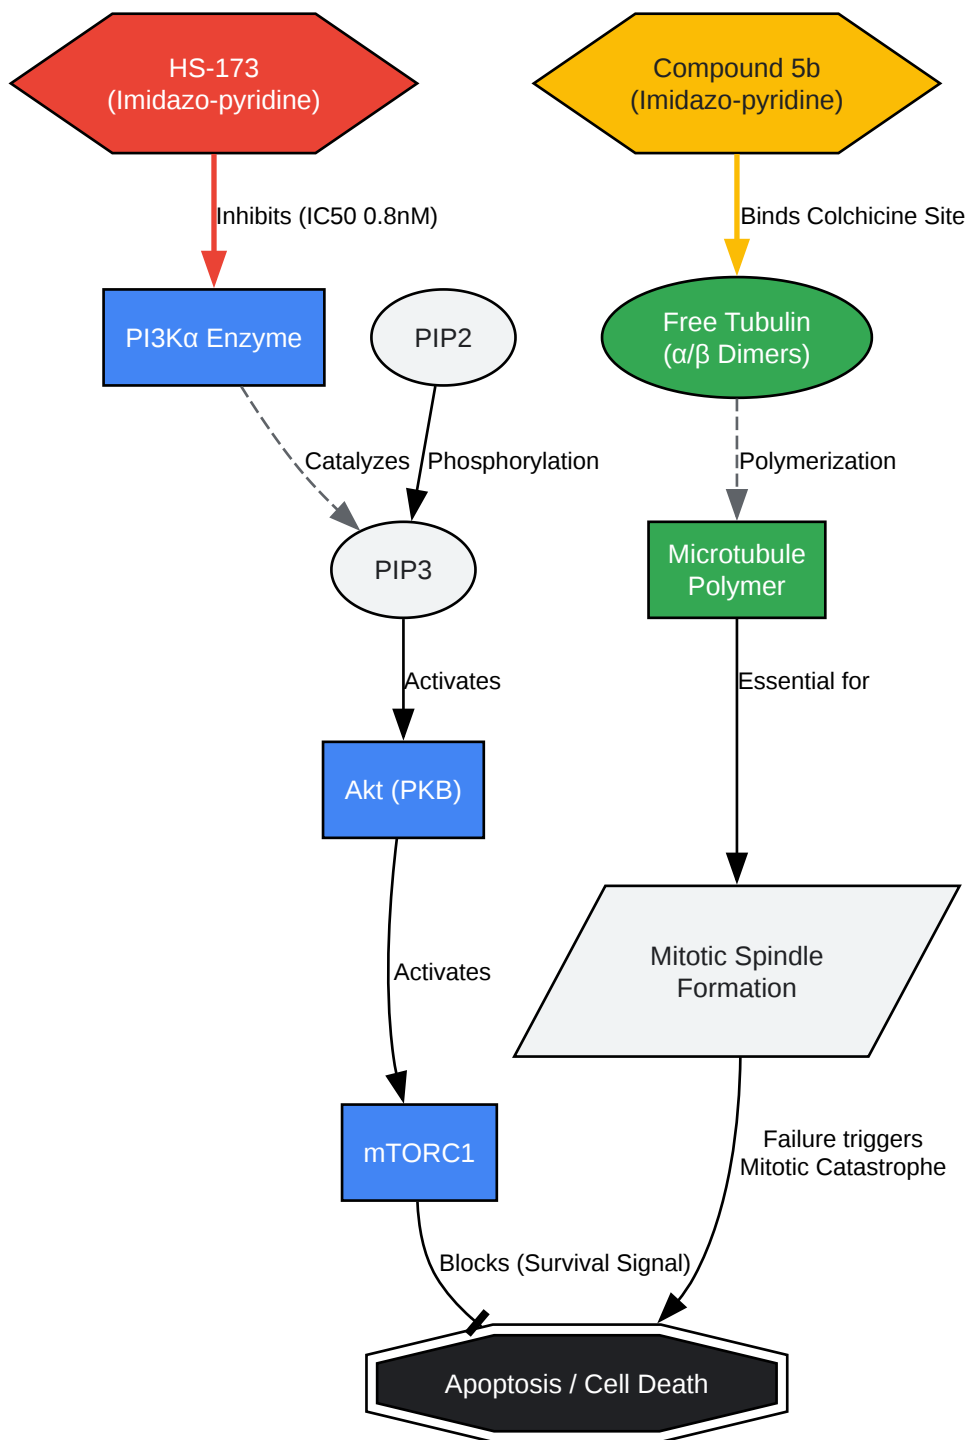 HS-173
(Imidazo-pyridine)
Compound 5b
(Imidazo-pyridine)
Inhibits (IC50 0.8nM)
Binds Colchicine Site
PI3Kα Enzyme
PIP2
Free Tubulin
(α/β Dimers)
Catalyzes
Phosphorylation
Polymerization
PIP3
Microtubule
Polymer
Activates
Essential for
Akt (PKB)
Activates
Mitotic Spindle
Formation
mTORC1
Failure triggers
Mitotic Catastrophe
Blocks (Survival Signal)
Apoptosis / Cell Death